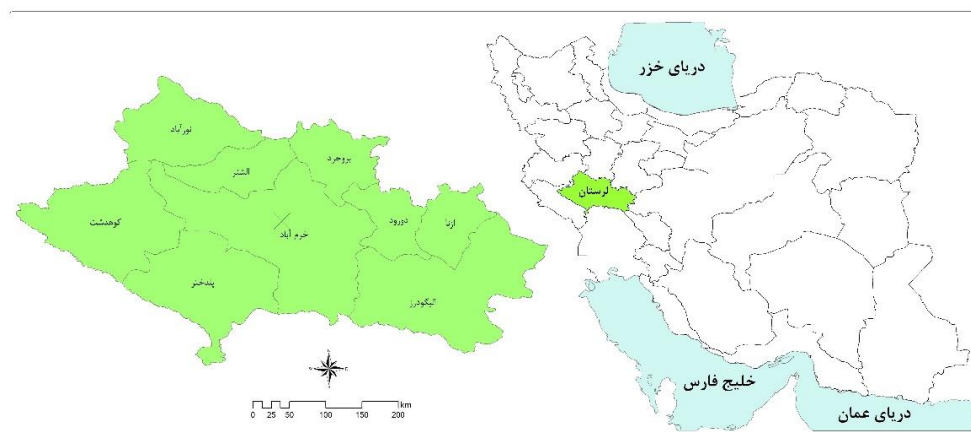 دریای خزر
لرستان
خلیج فارس
دریای عمان
نورآباد
بروجرد
الشتر
کوهدشت
خرم آباد
دورود
ازنا
پلدختر
الیگودرز
0 25 50 100 150 200
km